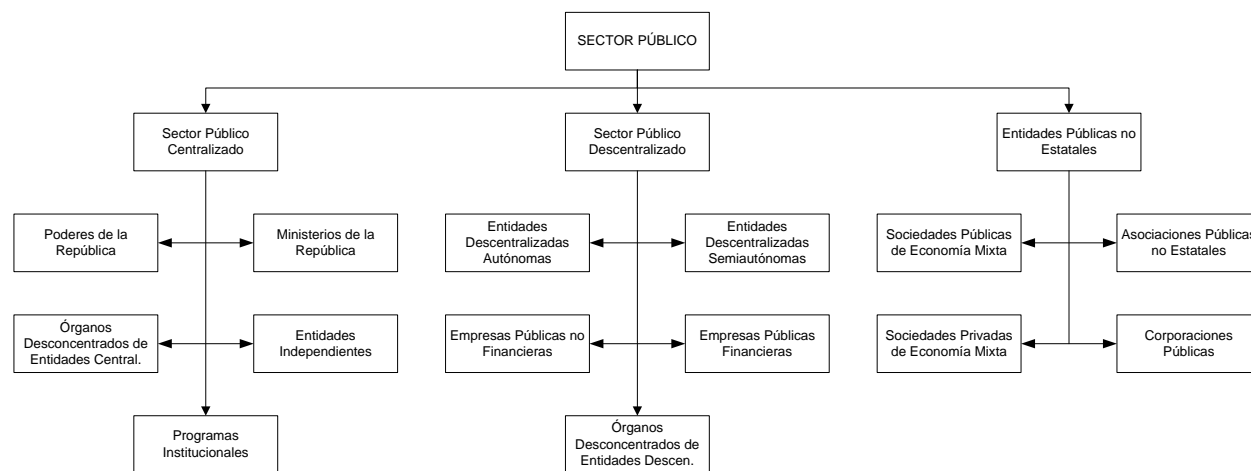 SECTOR PÚBLICO
Sector Público
Centralizado
Sector Público
Descentralizado
Entidades Públicas no
Estatales
Poderes de la
República
Ministerios de la
República
Entidades
Descentralizadas
Autónomas
Entidades
Descentralizadas
Semiautónomas
Sociedades Públicas
de Economía Mixta
Asociaciones Públicas
no Estatales
Órganos
Desconcentrados de
Entidades Central.
Entidades
Independientes
Empresas Públicas no
Financieras
Empresas Públicas
Financieras
Sociedades Privadas
de Economía Mixta
Corporaciones
Públicas
Programas
Institucionales
Órganos
Desconcentrados de
Entidades Descen.